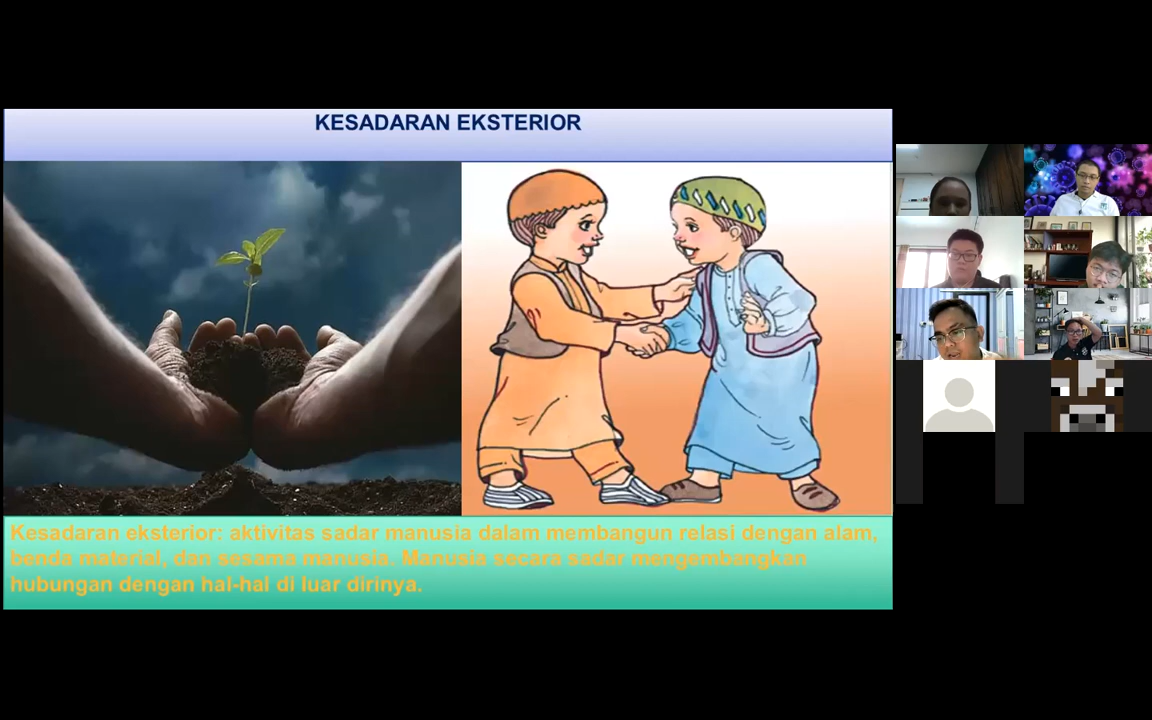 KESADARAN EKSTERIOR
Kesadaran eksterior: aktivitas sadar manusia dalam membangun relasi dengan alam,
benda material, dan sesama manusia. Manusia secara sadar mengembangkan
hubungan dengan hal-hal di luar dirinya.